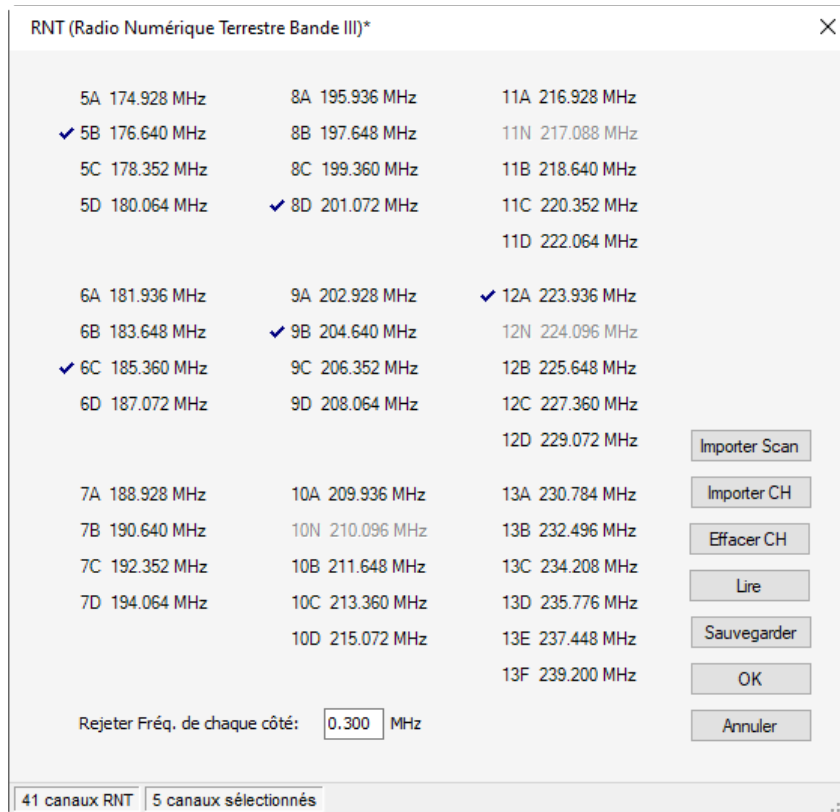 RNT (Radio Numérique Terrestre Bande III)*
5A 174.928 MHz
5B 176.640 MHz
5C 178.352 MHz
5D 180.064 MHz
8A 195.936 MHz
8B 197.648 MHz
8C 199.360 MHz
8D 201.072 MHz
11A 216.928 MHz
11N 217.088 MHz
11B 218.640 MHz
11C 220.352 MHz
11D 222.064 MHz
6A 181.936 MHz
6B 183.648 MHz
6C 185.360 MHz
6D 187.072 MHz
9A 202.928 MHz
9B 204.640 MHz
9C 206.352 MHz
9D 208.064 MHz
12A 223.936 MHz
12N 224.096 MHz
12B 225.648 MHz
12C 227.360 MHz
12D 229.072 MHz
7A 188.928 MHz
7B 190.640 MHz
7C 192.352 MHz
7D 194.064 MHz
10A 209.936 MHz
10N 210.096 MHz
10B 211.648 MHz
10C 213.360 MHz
10D 215.072 MHz
13A 230.784 MHz
13B 232.496 MHz
13C 234.208 MHz
13D 235.776 MHz
13E 237.448 MHz
13F 239.200 MHz
Importer Scan
Importer CH
Effacer CH
Lire
Sauvegarder
OK
Annuler
Rejeter Fréq. de chaque côté: 0.300 MHz
41 canaux RNT 5 canaux sélectionnés